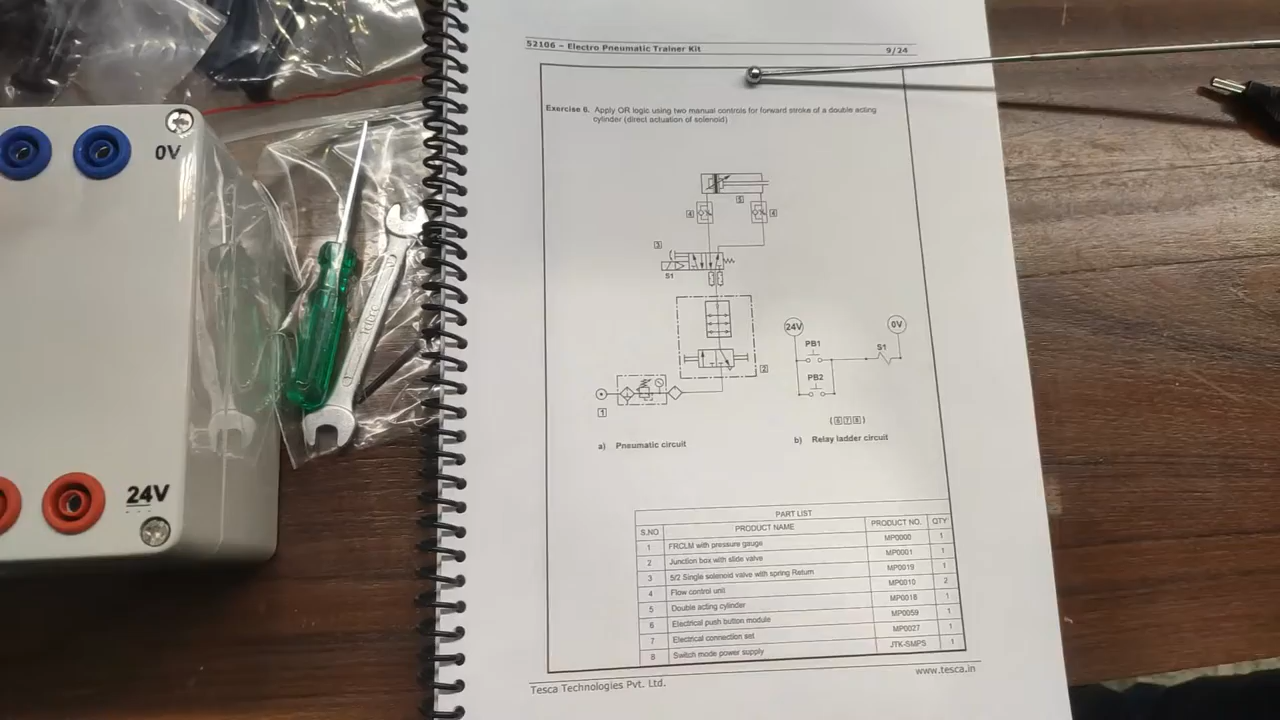 52106 – Electro Pneumatic Trainer Kit 9/24
Exercise 6. Apply OR logic using two manual controls for forward stroke of a double acting
cylinder (direct actuation of solenoid)
5
4 4
3
S1
24V 0V
PB1 S1
PB2
2
1
(6 7 8)
a) Pneumatic circuit b) Relay ladder circuit
PART LIST
S.NO PRODUCT NAME PRODUCT NO. QTY
1 FRCLM with pressure gauge MP0000 1
2 Junction box with slide valve MP0001 1
3 5/2 Single solenoid valve with spring Return MP0019 1
4 Flow control unit MP0010 2
5 Double acting cylinder MP0018 1
6 Electrical push button module MP0059 1
7 Electrical connection set MP0027 1
8 Switch mode power supply JTK-SMPS 1
Tesca Technologies Pvt. Ltd. www.tesca.in
0V
24V